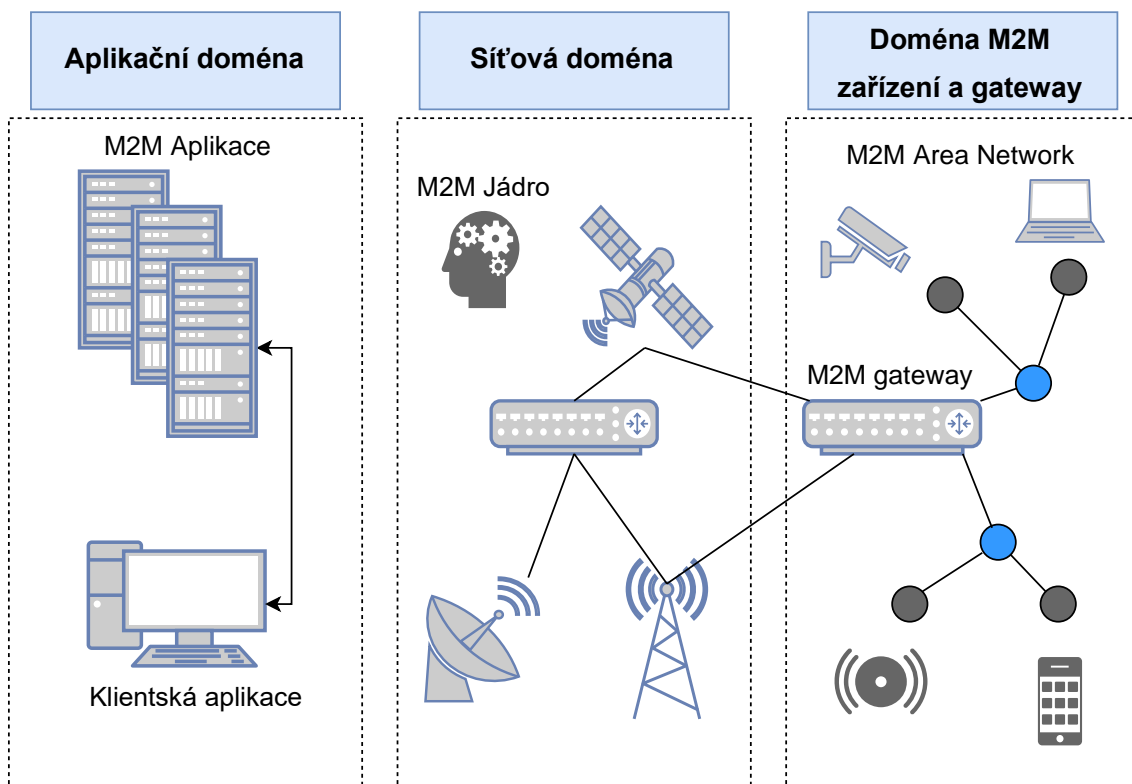 Aplikační doména
Síťová doména
Doména M2M
zařízení a gateway
M2M Aplikace
Klientská aplikace
M2M Jádro
M2M Area Network
M2M gateway